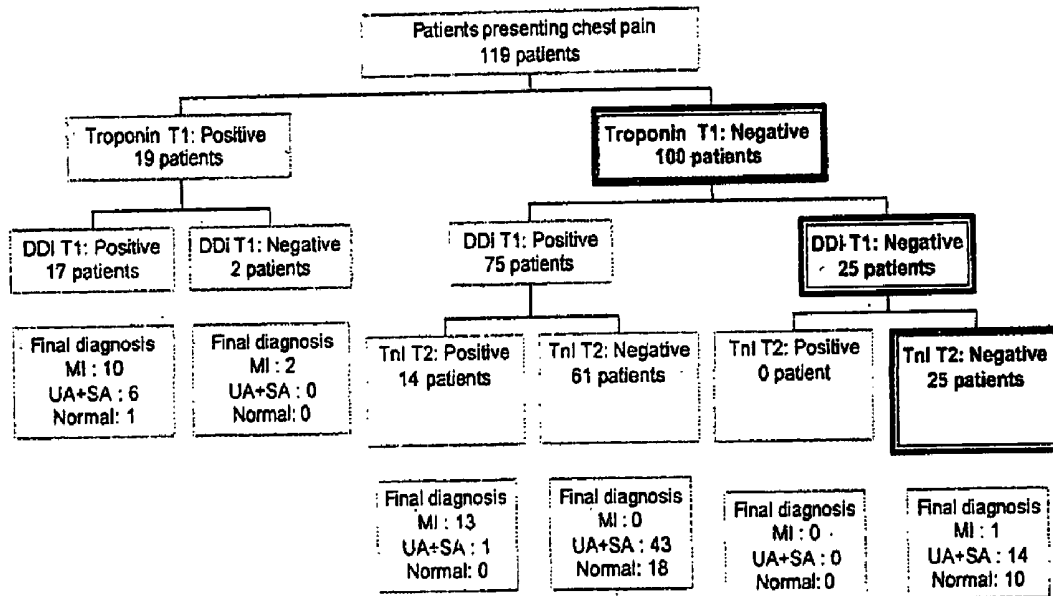 Patients presenting chest pain
119 patients
Troponin T1: Positive
19 patients
Troponin T1: Negative
100 patients
DDI T1: Positive
17 patients
DDi T1: Negative
2 patients
DDi T1: Positive
75 patients
DDI-T1: Negative
25 patients
Final diagnosis
MI : 10
UA+SA : 6
Normal: 1
Final diagnosis
MI : 2
UA+SA : 0
Normal: 0
TnI T2: Positive
14 patients
TnI T2: Negative
61 patients
TnI T2: Positive
0 patient
TnI T2: Negative
25 patients
Final diagnosis
MI : 13
UA+SA : 1
Normal: 0
Final diagnosis
MI : 0
UA+SA : 43
Normal: 18
Final diagnosis
MI : 0
UA+SA : 0
Normal: 0
Final diagnosis
MI : 1
UA+SA : 14
Normal: 10